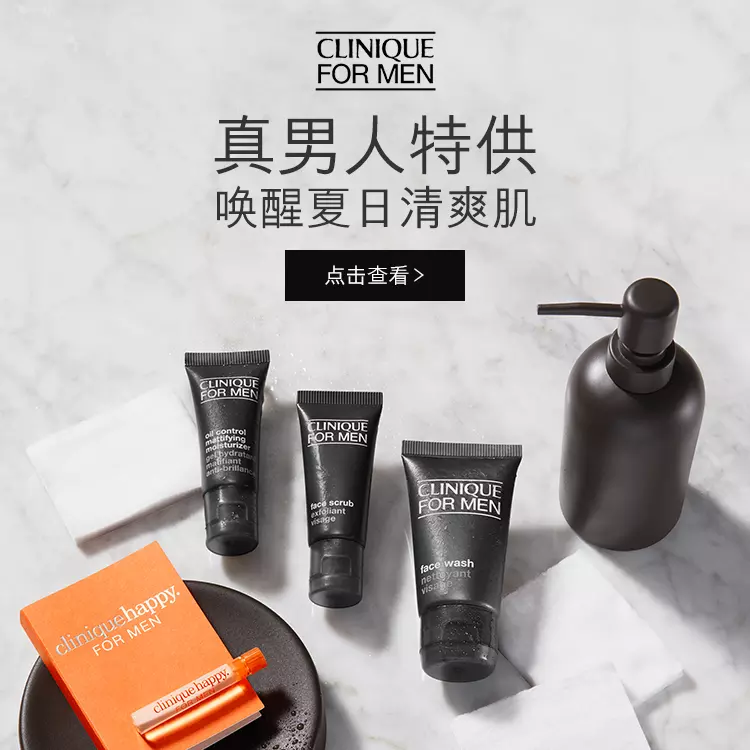 CLINIQUE
FOR MEN
真男人特供
唤醒夏日清爽肌
点击查看>
CLINIQUE
FOR MEN
oil control
mattifying
moisturizer
gel hydratant
matifiant
anti-brillance
CLINIQUE
FOR MEN
face scrub
exfoliant
visage
CLINIQUE
FOR MEN
face wash
nettoyant
visage
cliniquehappy.
FOR MEN
cliniquehappy.
FOR MEN